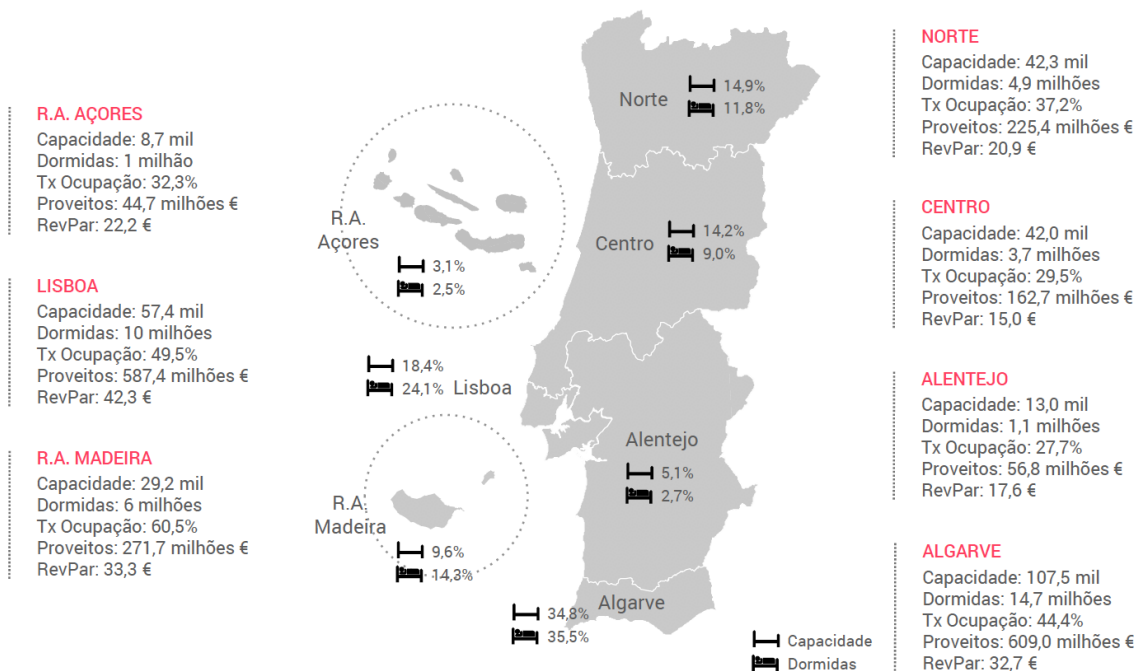 R.A. AÇORES
Capacidade: 8,7 mil
Dormidas: 1 milhão
Tx Ocupação: 32,3%
Proveitos: 44,7 milhões €
RevPar: 22,2 €
LISBOA
Capacidade: 57,4 mil
Dormidas: 10 milhões
Tx Ocupação: 49,5%
Proveitos: 587,4 milhões €
RevPar: 42,3 €
R.A. MADEIRA
Capacidade: 29,2 mil
Dormidas: 6 milhões
Tx Ocupação: 60,5%
Proveitos: 271,7 milhões €
RevPar: 33,3 €
Norte
14,9%
11,8%
R.A.
Açores
3,1%
2,5%
Centro
14,2%
9,0%
18,4%
24,1%
Lisboa
Alentejo
5,1%
2,7%
R.A.
Madeira
9,6%
14,3%
Algarve
34,8%
35,5%
Capacidade
Dormidas
NORTE
Capacidade: 42,3 mil
Dormidas: 4,9 milhões
Tx Ocupação: 37,2%
Proveitos: 225,4 milhões €
RevPar: 20,9 €
CENTRO
Capacidade: 42,0 mil
Dormidas: 3,7 milhões
Tx Ocupação: 29,5%
Proveitos: 162,7 milhões €
RevPar: 15,0 €
ALENTEJO
Capacidade: 13,0 mil
Dormidas: 1,1 milhões
Tx Ocupação: 27,7%
Proveitos: 56,8 milhões €
RevPar: 17,6 €
ALGARVE
Capacidade: 107,5 mil
Dormidas: 14,7 milhões
Tx Ocupação: 44,4%
Proveitos: 609,0 milhões €
RevPar: 32,7 €